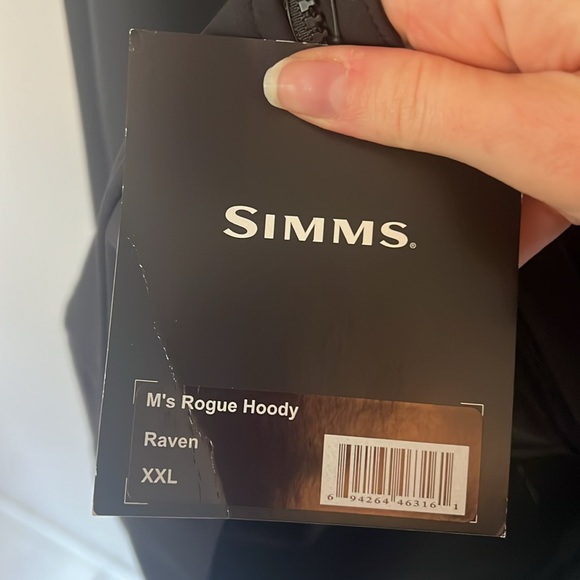 SIMMS®
M's Rogue Hoody
Raven
XXL
6 94264 46316 1